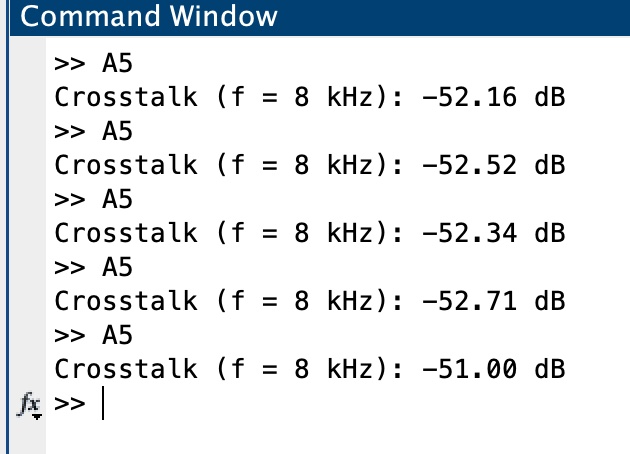 Command Window
>> A5
Crosstalk (f = 8 kHz): -52.16 dB
>> A5
Crosstalk (f = 8 kHz): -52.52 dB
>> A5
Crosstalk (f = 8 kHz): -52.34 dB
>> A5
Crosstalk (f = 8 kHz): -52.71 dB
>> A5
Crosstalk (f = 8 kHz): -51.00 dB
fx >>